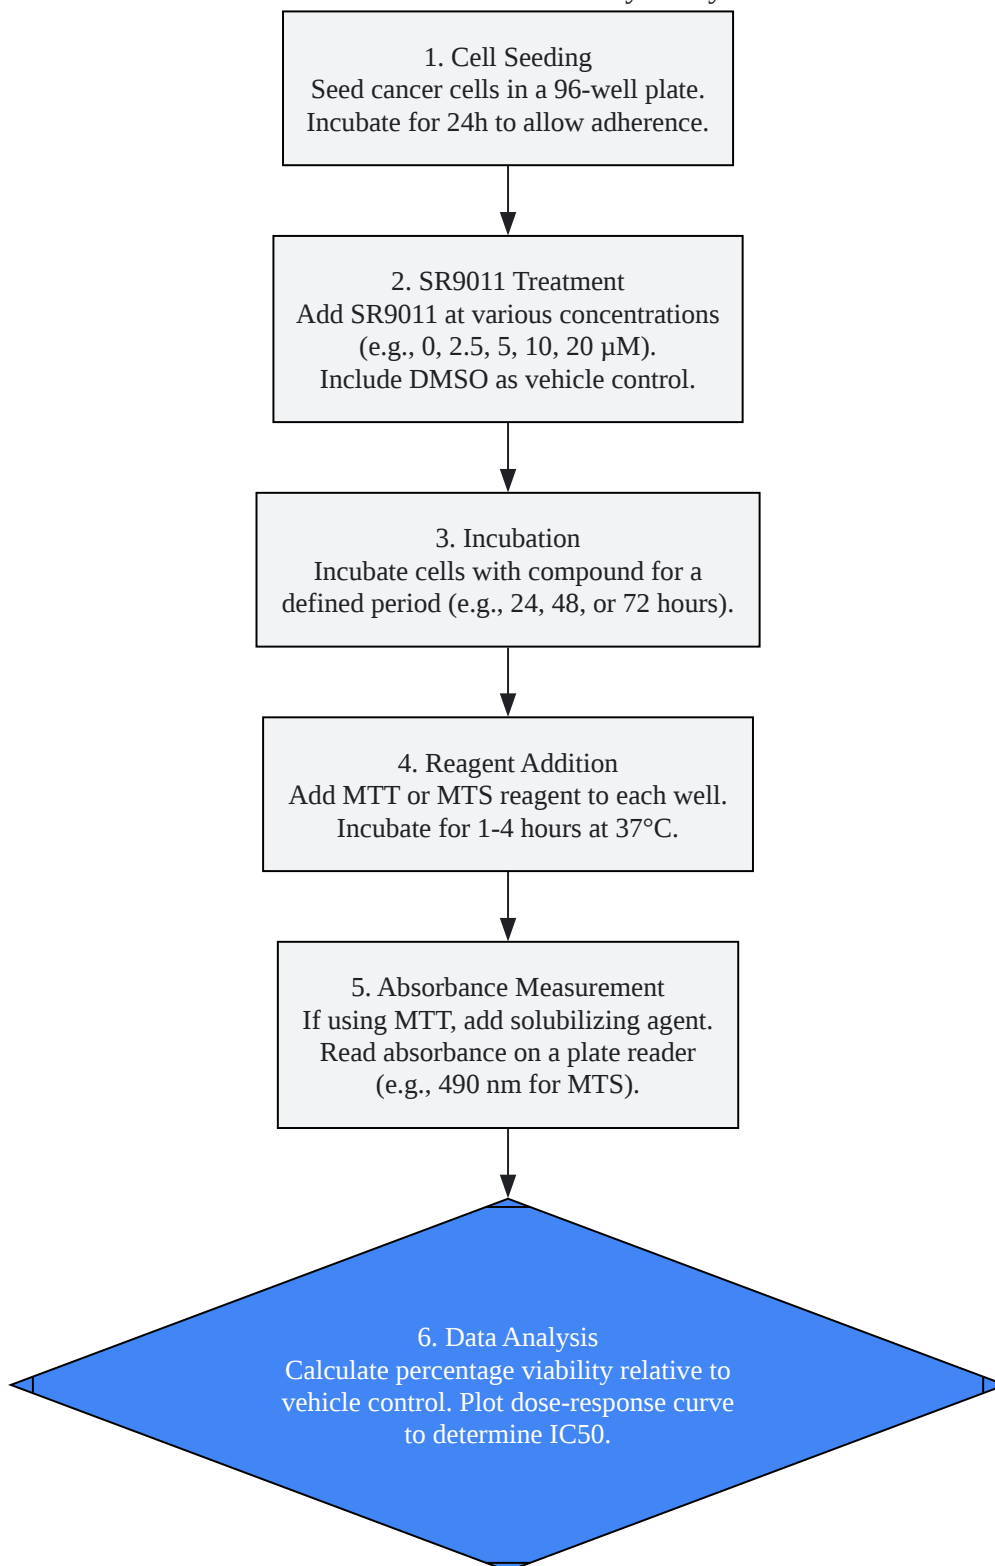 1. Cell Seeding
Seed cancer cells in a 96-well plate.
Incubate for 24h to allow adherence.
2. SR9011 Treatment
Add SR9011 at various concentrations
(e.g., 0, 2.5, 5, 10, 20 µM).
Include DMSO as vehicle control.
3. Incubation
Incubate cells with compound for a
defined period (e.g., 24, 48, or 72 hours).
4. Reagent Addition
Add MTT or MTS reagent to each well.
Incubate for 1-4 hours at 37°C.
5. Absorbance Measurement
If using MTT, add solubilizing agent.
Read absorbance on a plate reader
(e.g., 490 nm for MTS).
6. Data Analysis
Calculate percentage viability relative to
vehicle control. Plot dose-response curve
to determine IC50.